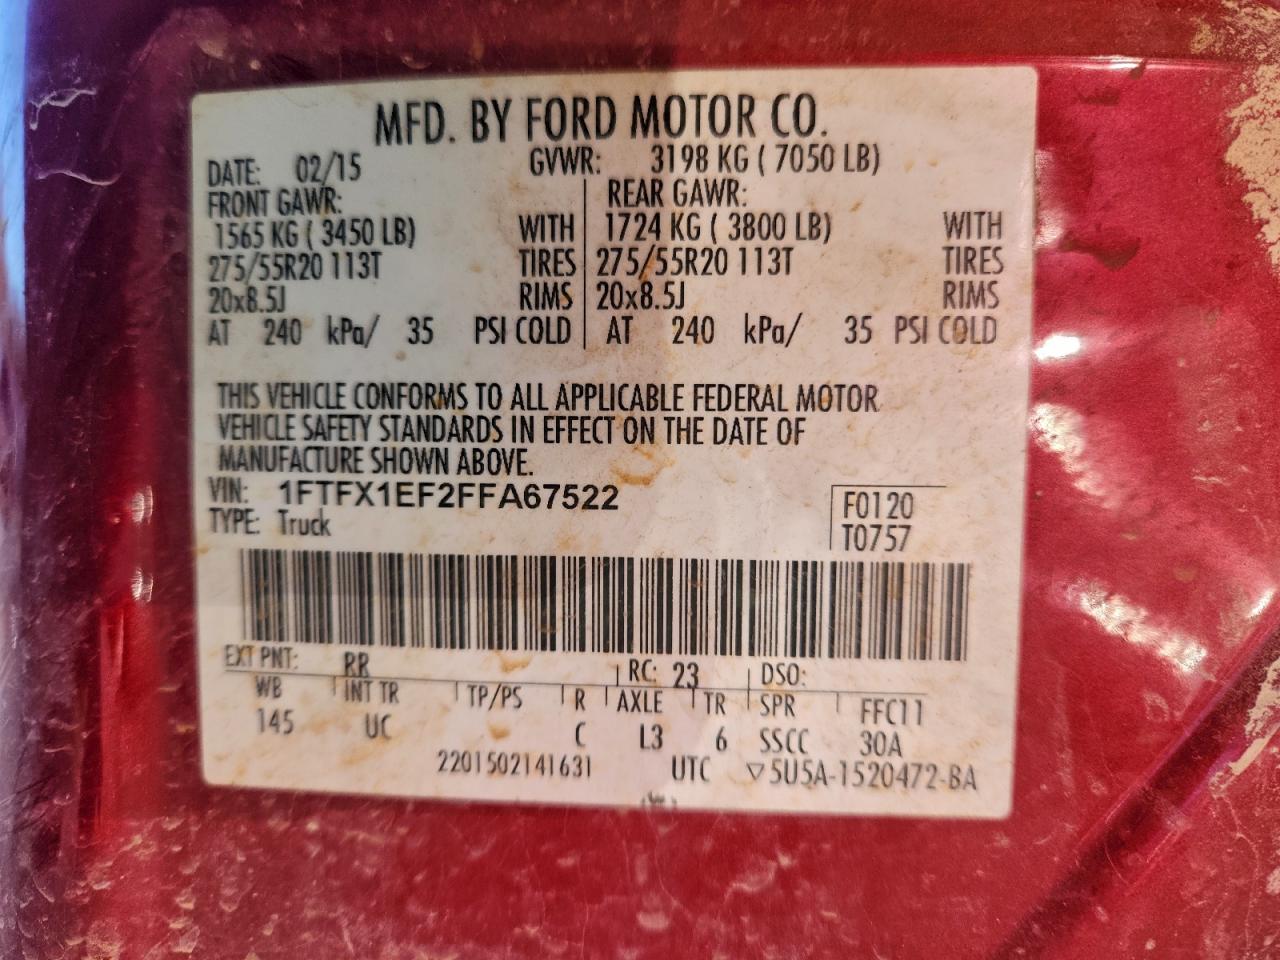 MFD. BY FORD MOTOR CO.
DATE: 02/15 GVWR: 3198 KG ( 7050 LB)
FRONT GAWR: REAR GAWR:
1565 KG ( 3450 LB) WITH 1724 KG ( 3800 LB) WITH
275/55R20 113T TIRES 275/55R20 113T TIRES
20x8.5J RIMS 20x8.5J RIMS
AT 240 kPa/ 35 PSI COLD AT 240 kPa/ 35 PSI COLD
THIS VEHICLE CONFORMS TO ALL APPLICABLE FEDERAL MOTOR
VEHICLE SAFETY STANDARDS IN EFFECT ON THE DATE OF
MANUFACTURE SHOWN ABOVE.
VIN: 1FTFX1EF2FFA67522 F0120
TYPE: Truck T0757
EXT PNT: RR RC: 23 DSO:
WB INT TR TP/PS R AXLE TR SPR FFC11
145 UC C L3 6 SSCC 30A
2201502141631 UTC ▽5U5A-1520472-BA